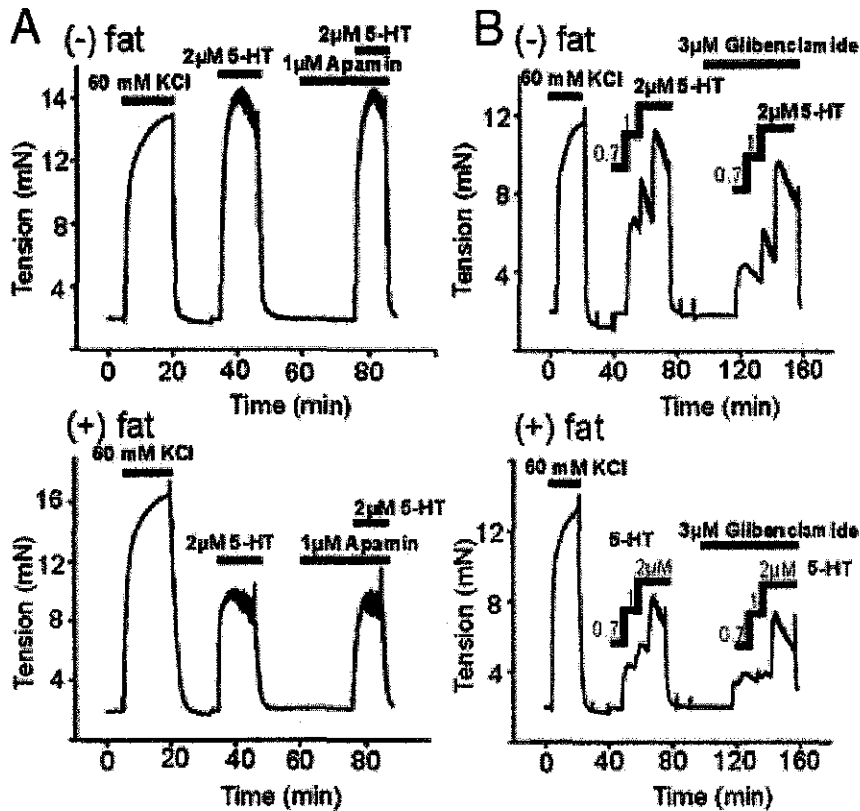 A
(-) fat
2µM 5-HT
2µM 5-HT
1µM Apamin
60 mM KCl
14
12
8
4
Tension (mN)
0 20 40 60 80
Time (min)
(+) fat
60 mM KCl
2µM 5-HT
2µM 5-HT
1µM Apamin
16
12
8
4
Tension (mN)
0 20 40 60 80
Time (min)
B
(-) fat
3µM Glibenclamide
60 mM KCl
2µM 5-HT
2µM 5-HT
1
0.7
1
0.7
12
8
4
Tension (mN)
0 40 80 120 160
Time (min)
(+) fat
60 mM KCl
3µM Glibenclamide
5-HT
2µM
2µM 5-HT
1
0.7
1
0.7
12
8
4
Tension (mN)
0 40 80 120 160
Time (min)